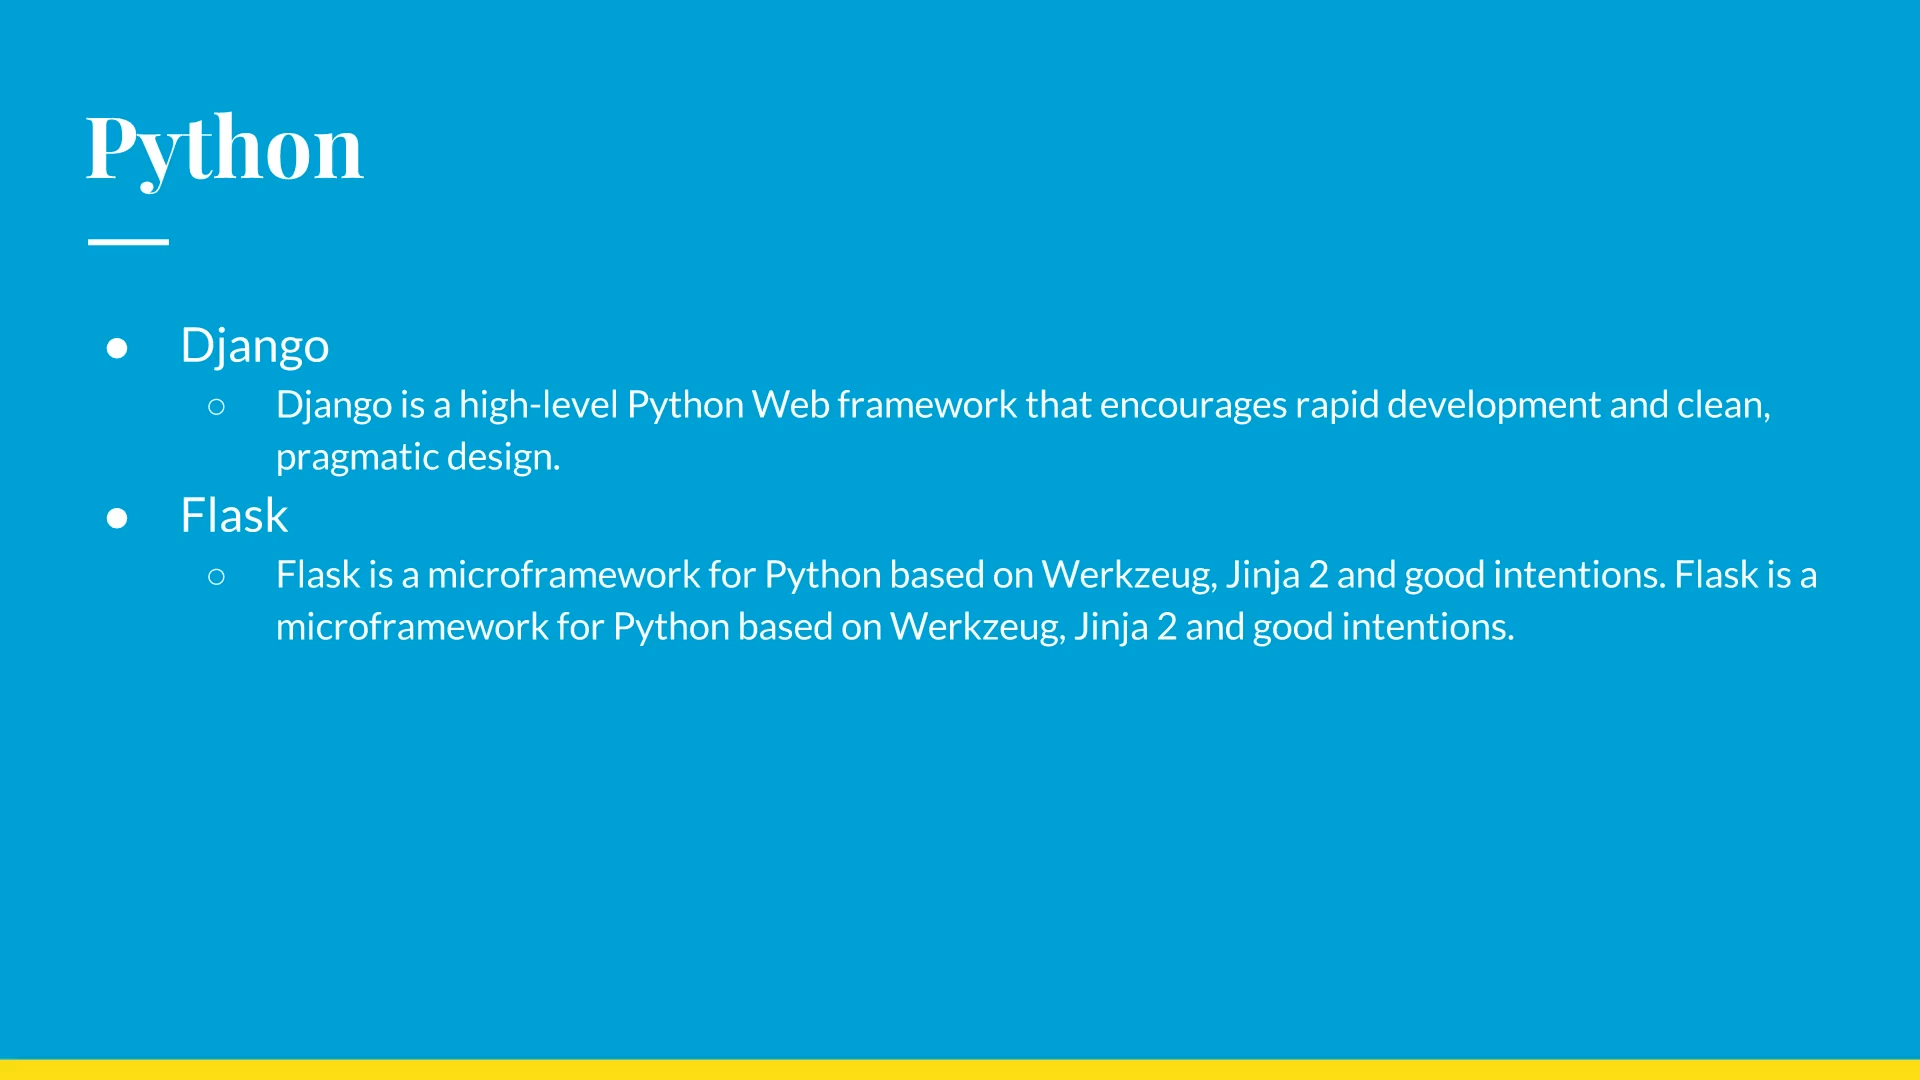 Python
● Django
○ Django is a high-level Python Web framework that encourages rapid development and clean,
pragmatic design.
● Flask
○ Flask is a microframework for Python based on Werkzeug, Jinja 2 and good intentions. Flask is a
microframework for Python based on Werkzeug, Jinja 2 and good intentions.